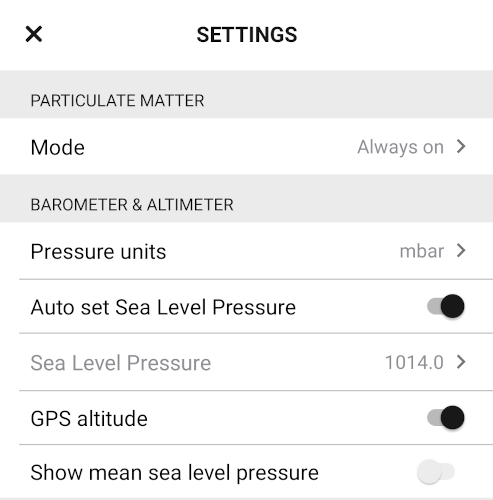 SETTINGS
PARTICULATE MATTER
Mode Always on
BAROMETER & ALTIMETER
Pressure units mbar
Auto set Sea Level Pressure
Sea Level Pressure 1014.0
GPS altitude
Show mean sea level pressure